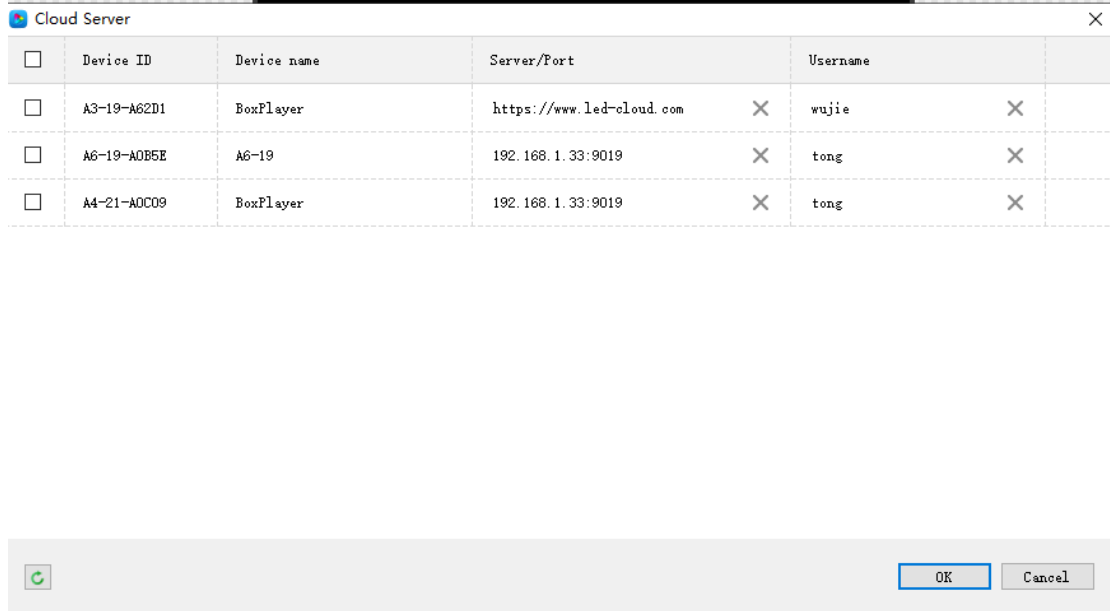 Cloud Server
Device ID Device name Server/Port Username
A3-19-A62D1 BoxPlayer https://www.led-cloud.com wujie
A6-19-A0B5E A6-19 192.168.1.33:9019 tong
A4-21-A0C09 BoxPlayer 192.168.1.33:9019 tong
OK Cancel